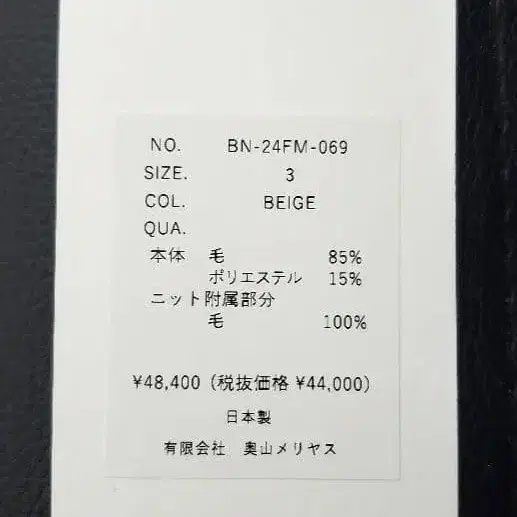 NO. BN-24FM-069
SIZE. 3
COL. BEIGE
QUA.
本体 毛 85%
ポリエステル 15%
ニット附属部分
毛 100%
¥48,400 (税抜価格 ¥44,000)
日本製
有限会社 奥山メリヤス